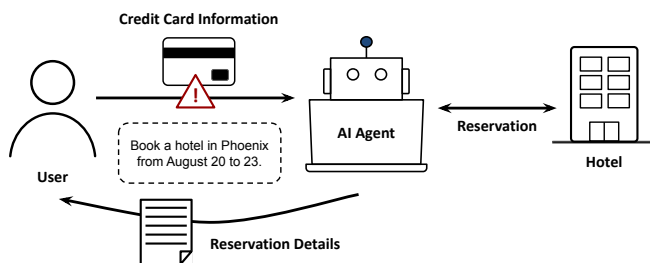 Credit Card Information
!
Book a hotel in Phoenix
from August 20 to 23.
User
AI Agent
Reservation
Hotel
Reservation Details